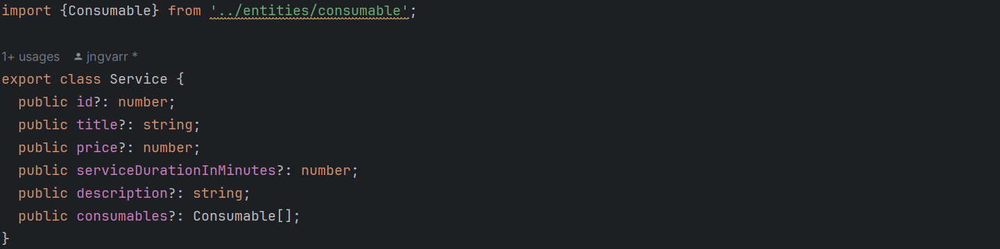 import {Consumable} from '../entities/consumable';
1+ usages jngvarr *
export class Service {
public id?: number;
public title?: string;
public price?: number;
public serviceDurationInMinutes?: number;
public description?: string;
public consumables?: Consumable[];
}